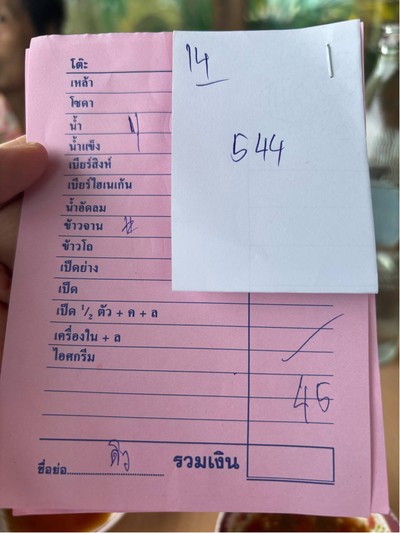 14
544
โต๊ะ
เหล้า
โซดา
น้ำ
น้ำแข็ง
เบียร์สิงห์
เบียร์ไฮเนเก้น
น้ำอัดลม
ข้าวจาน
ข้าวโถ
เป็ดย่าง
เป็ด
เป็ด ½ ตัว + ค + ล
เครื่องใน + ล
ไอศกรีม
45
ชื่อย่อ ดิว รวมเงิน